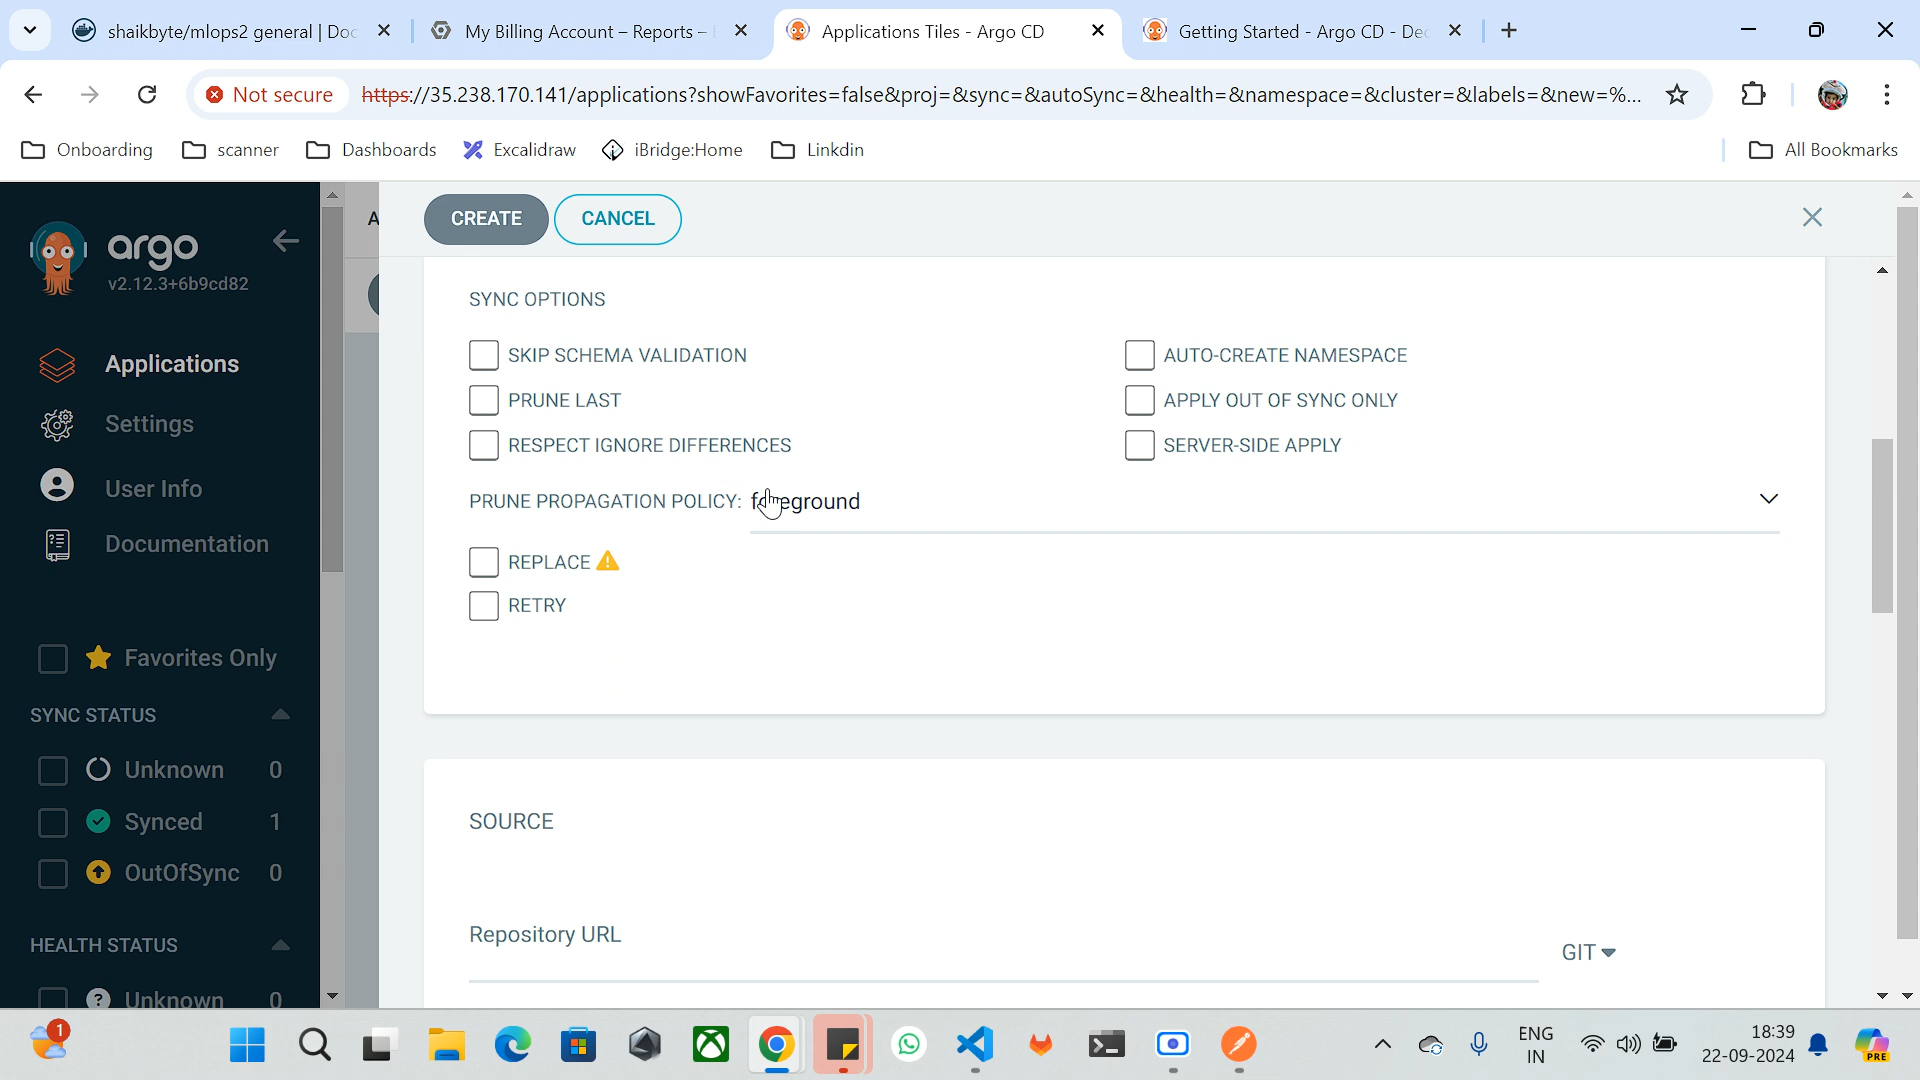 shaikbyte/mlops2 general | Doc
My Billing Account – Reports –
Applications Tiles - Argo CD
Getting Started - Argo CD - Dec
Not secure
https://35.238.170.141/applications?showFavorites=false&proj=&sync=&autoSync=&health=&namespace=&cluster=&labels=&new=%...
Onboarding
scanner
Dashboards
Excalidraw
iBridge:Home
Linkdin
All Bookmarks
argo
v2.12.3+6b9cd82
Applications
Settings
User Info
Documentation
Favorites Only
SYNC STATUS
Unknown 0
Synced 1
OutOfSync 0
HEALTH STATUS
Unknown 0
A
CREATE
CANCEL
SYNC OPTIONS
SKIP SCHEMA VALIDATION
AUTO-CREATE NAMESPACE
PRUNE LAST
APPLY OUT OF SYNC ONLY
RESPECT IGNORE DIFFERENCES
SERVER-SIDE APPLY
PRUNE PROPAGATION POLICY: foreground
REPLACE
RETRY
SOURCE
Repository URL
GIT
1
ENG
IN
18:39
22-09-2024
PRE